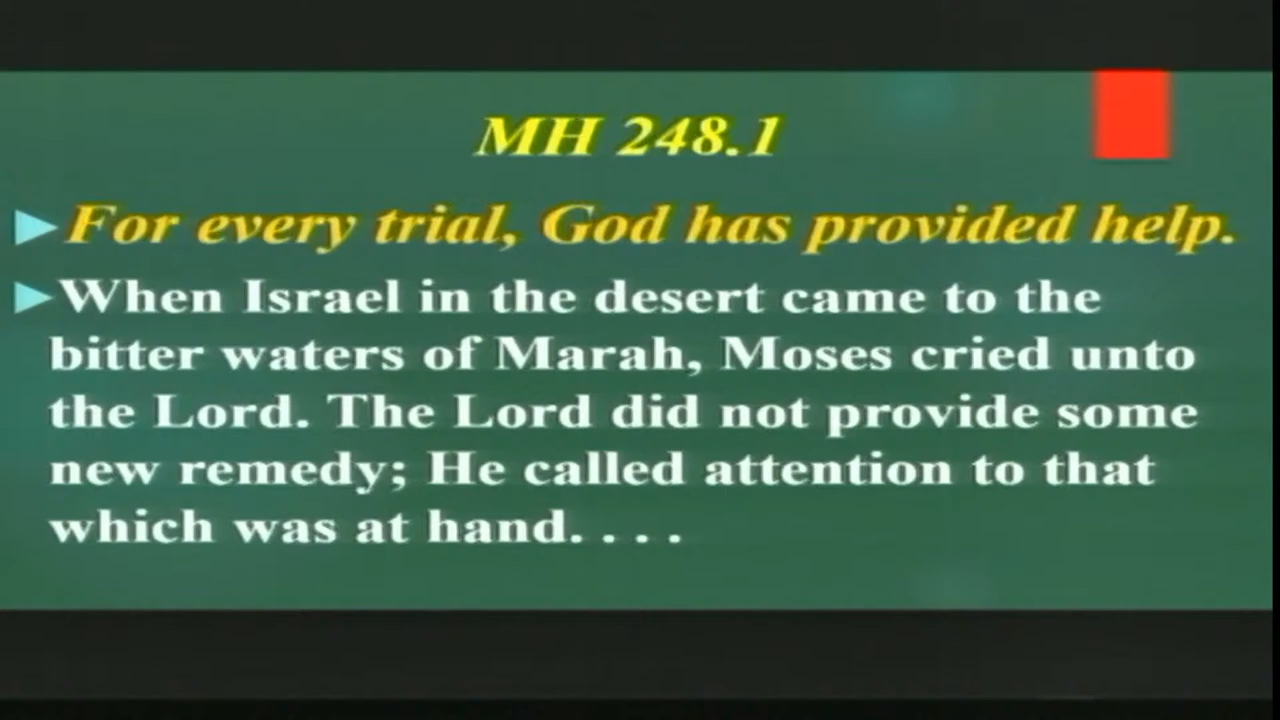 MH 248.1
For every trial, God has provided help.
When Israel in the desert came to the
bitter waters of Marah, Moses cried unto
the Lord. The Lord did not provide some
new remedy; He called attention to that
which was at hand. . . .